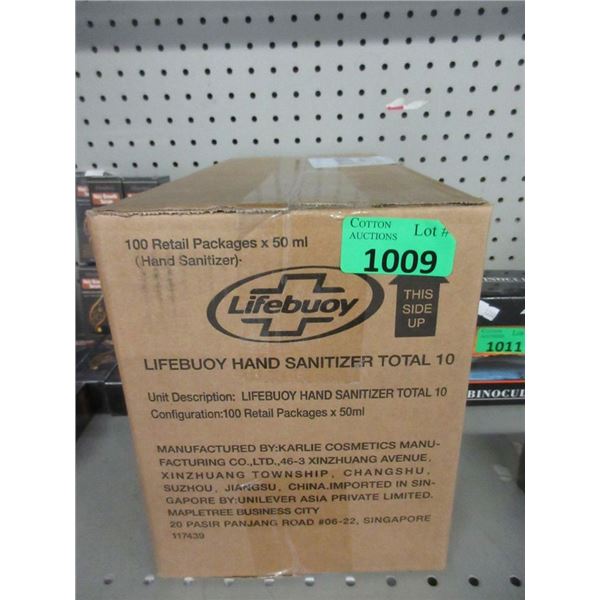 100 Retail Packages x 50 ml
(Hand Sanitizer)-
COTTON
AUCTIONS
Lot #
1009
Lifebuoy
THIS
SIDE
UP
LIFEBUOY HAND SANITIZER TOTAL 10
Unit Description: LIFEBUOY HAND SANITIZER TOTAL 10
Configuration:100 Retail Packages x 50ml
MANUFACTURED BY:KARLIE COSMETICS MANU-
FACTURING CO.,LTD.,46-3 XINZHUANG AVENUE,
XINZHUANG TOWNSHIP, CHANGSHU,
SUZHOU, JIANGSU, CHINA.IMPORTED IN SIN-
GAPORE BY:UNILEVER ASIA PRIVATE LIMITED.
MAPLETREE BUSINESS CITY
20 PASIR PANJANG ROAD #06-22, SINGAPORE
117439
1011
BINOCUL